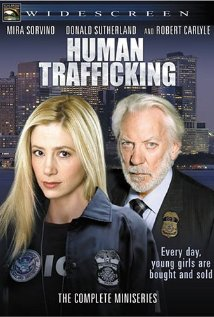 WIDESCREEN
MIRA SORVINO DONALD SUTHERLAND AND ROBERT CARLYLE
HUMAN
TRAFFICKING
Every day,
young girls are
bought and sold
THE COMPLETE MINISERIES